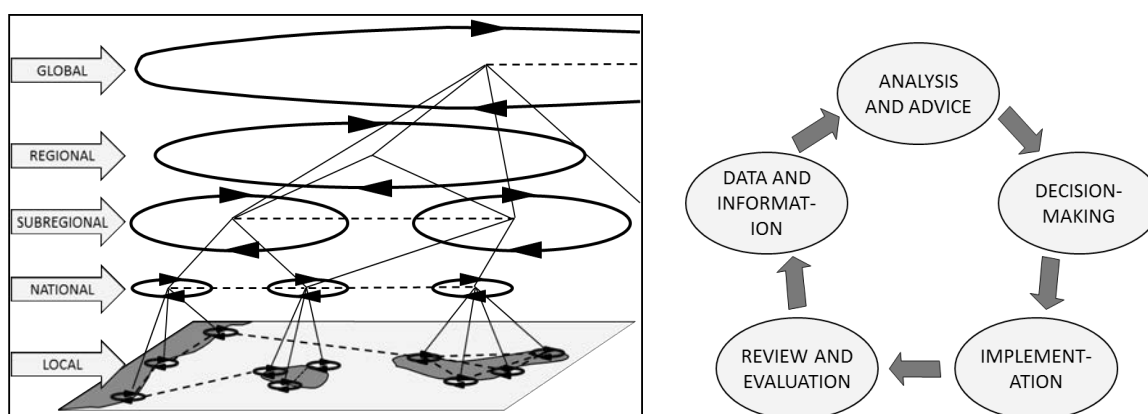 GLOBAL
REGIONAL
SUBREGIONAL
NATIONAL
LOCAL
ANALYSIS
AND ADVICE
DECISION-
MAKING
IMPLEMENT-
ATION
REVIEW AND
EVALUATION
DATA AND
INFORMAT-
ION